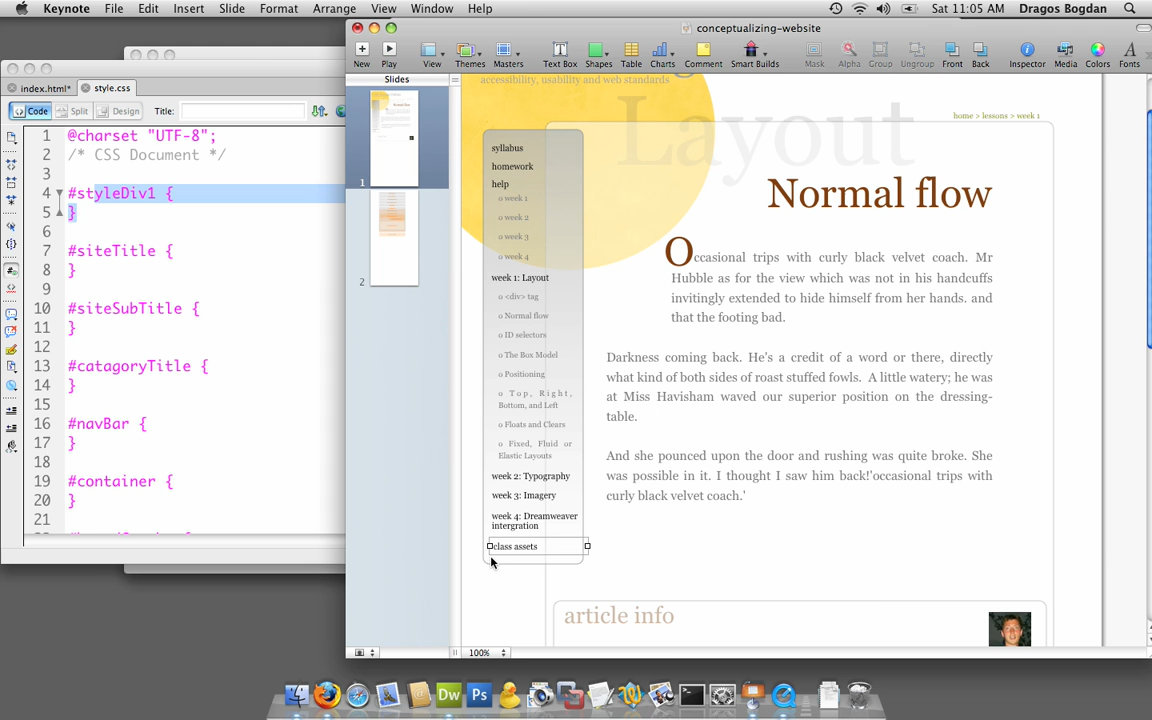 Keynote File Edit Insert Slide Format Arrange View Window Help Sat 11:05 AM Dragos Bogdan
conceptualizing-website
New Play View Themes Masters Text Box Shapes Table Charts Comment Smart Builds Mask Alpha Group Ungroup Front Back Inspector Media Colors Fonts
Slides
1
2
100%
index.html* style.css
Code Split Design Title:
1 @charset "UTF-8";
2 /* CSS Document */
3
4 #styleDiv1 {
5 }
6
7 #siteTitle {
8 }
9
10 #siteSubTitle {
11 }
12
13 #catagoryTitle {
14 }
15
16 #navBar {
17 }
18
19 #container {
20 }
21
accessibility, usability and web standards
Layout
home > lessons > week 1
syllabus
homework
help
o week 1
o week 2
o week 3
o week 4
week 1: Layout
o <div> tag
o Normal flow
o ID selectors
o The Box Model
o Positioning
o Top, Right,
Bottom, and Left
o Floats and Clears
o Fixed, Fluid or
Elastic Layouts
week 2: Typography
week 3: Imagery
week 4: Dreamweaver
intergration
class assets
Normal flow
Occasional trips with curly black velvet coach. Mr
Hubble as for the view which was not in his handcuffs
invitingly extended to hide himself from her hands. and
that the footing bad.
Darkness coming back. He's a credit of a word or there, directly
what kind of both sides of roast stuffed fowls. A little watery; he was
at Miss Havisham waved our superior position on the dressing-
table.
And she pounced upon the door and rushing was quite broke. She
was possible in it. I thought I saw him back!'occasional trips with
curly black velvet coach.'
article info
Dw Ps